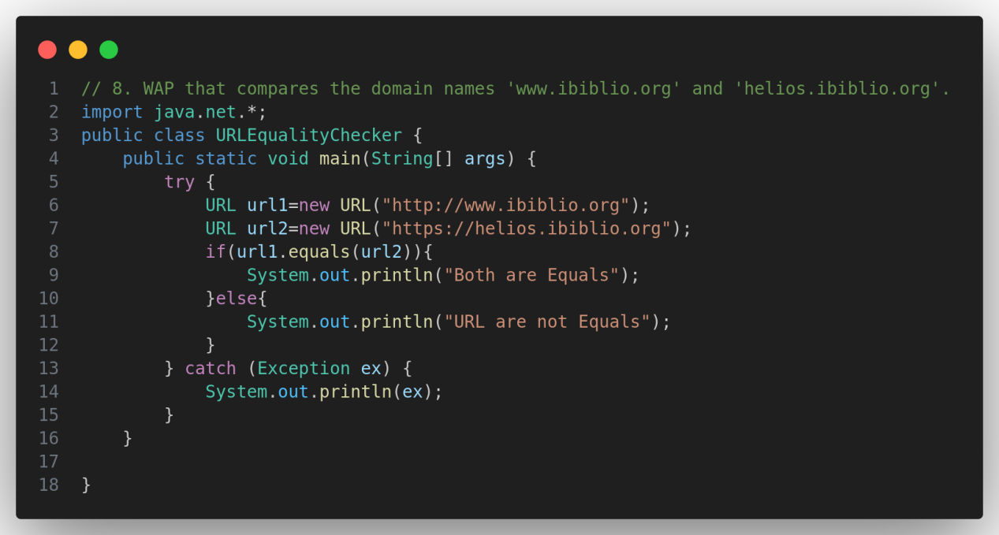 1 // 8. WAP that compares the domain names 'www.ibiblio.org' and 'helios.ibiblio.org'.
2 import java.net.*;
3 public class URLEqualityChecker {
4     public static void main(String[] args) {
5         try {
6             URL url1=new URL("http://www.ibiblio.org");
7             URL url2=new URL("https://helios.ibiblio.org");
8             if(url1.equals(url2)){
9                 System.out.println("Both are Equals");
10             }else{
11                 System.out.println("URL are not Equals");
12             }
13         } catch (Exception ex) {
14             System.out.println(ex);
15         }
16     }
17
18 }